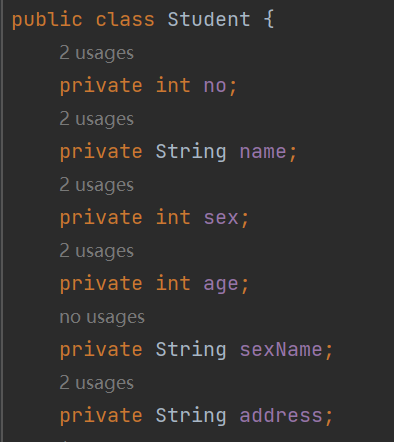 public class Student {
2 usages
private int no;
2 usages
private String name;
2 usages
private int sex;
2 usages
private int age;
no usages
private String sexName;
2 usages
private String address;